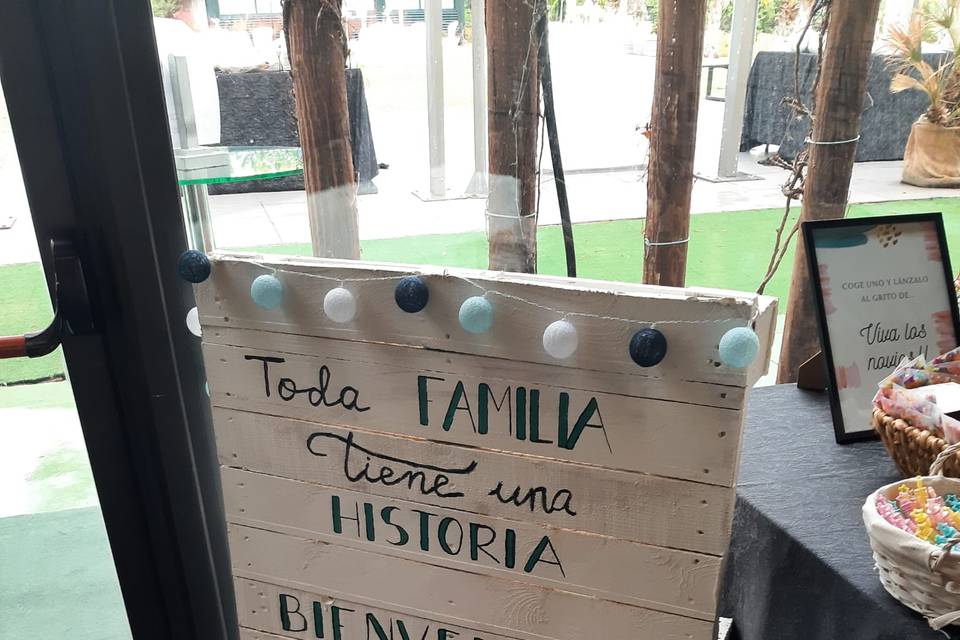 Toda FAMILIA
tiene una
HISTORIA
COGE UNO Y LÁNZALO
AL GRITO DE...
Viva los